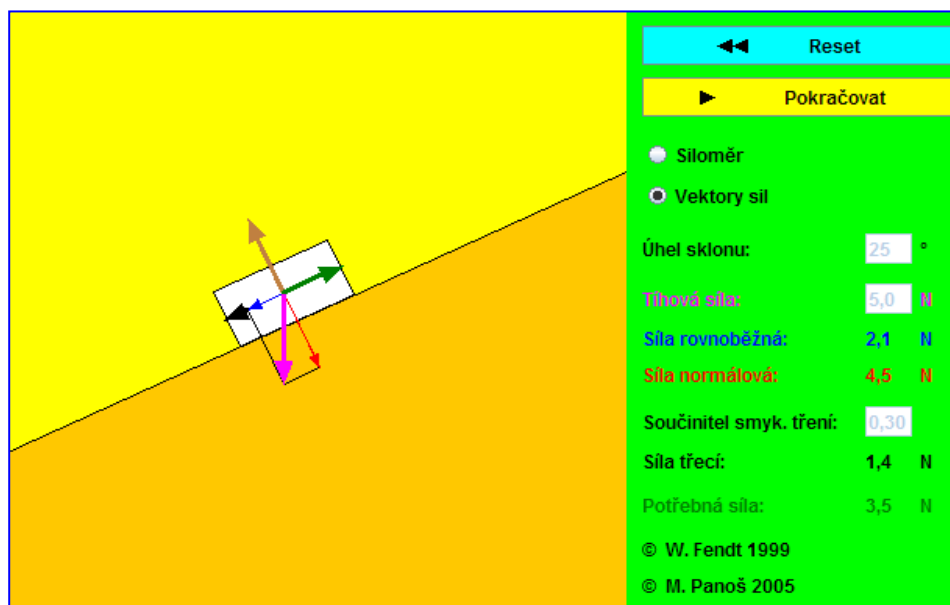 Reset
Pokračovat
Siloměr
Vektory sil
Úhel sklonu: 25 °
Tíhová síla: 5,0 N
Síla rovnoběžná: 2,1 N
Síla normálová: 4,5 N
Součinitel smyk. tření: 0,30
Síla třecí: 1,4 N
Potřebná síla: 3,5 N
© W. Fendt 1999
© M. Panoš 2005